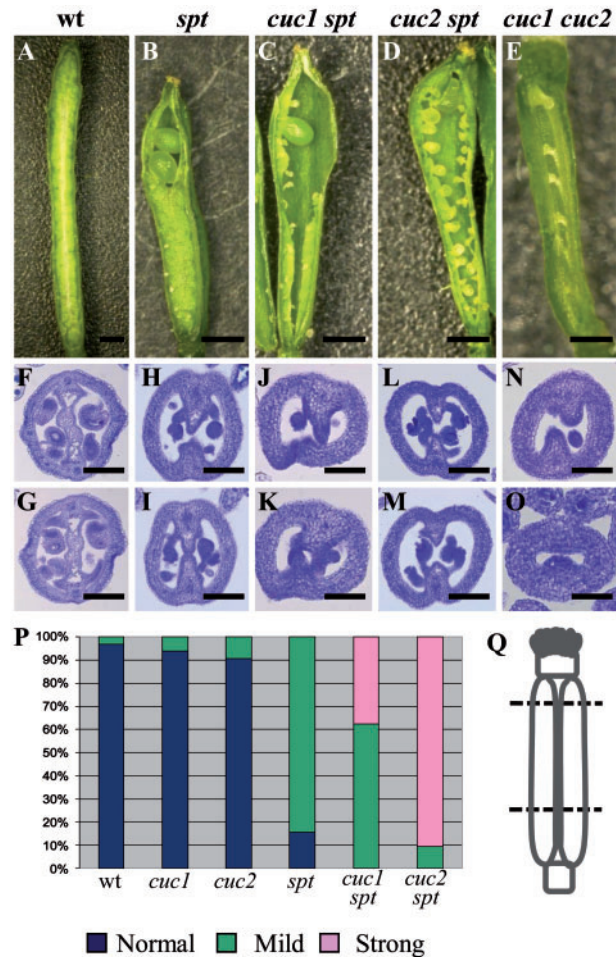 wt spt cuc1 spt cuc2 spt cuc1 cuc2
A B C D E
F H J L N
G I K M O
P Q
100%
90%
80%
70%
60%
50%
40%
30%
20%
10%
0%
wt cuc1 cuc2 spt cuc1 spt cuc2 spt
Normal Mild Strong